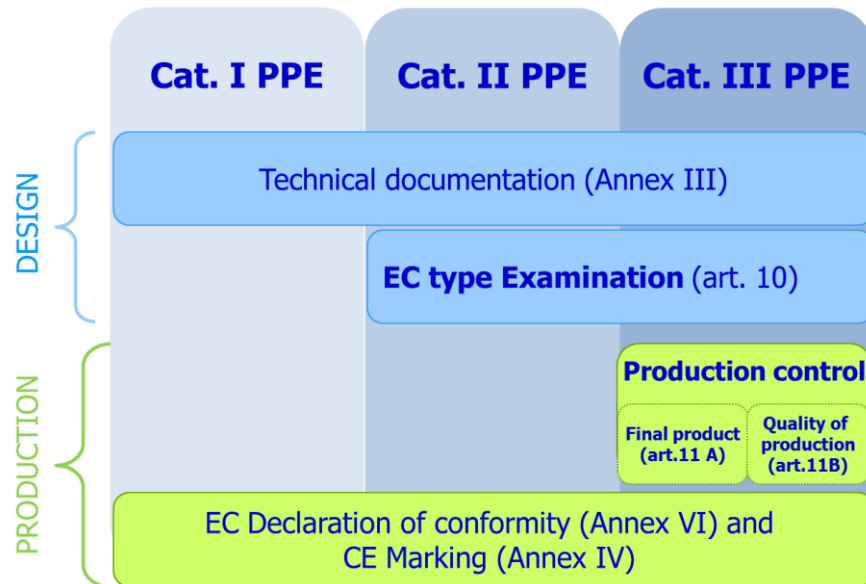 Cat. I PPE
Cat. II PPE
Cat. III PPE
DESIGN
Technical documentation (Annex III)
EC type Examination (art. 10)
PRODUCTION
Production control
Final product
(art.11 A)
Quality of
production
(art.11B)
EC Declaration of conformity (Annex VI) and
CE Marking (Annex IV)